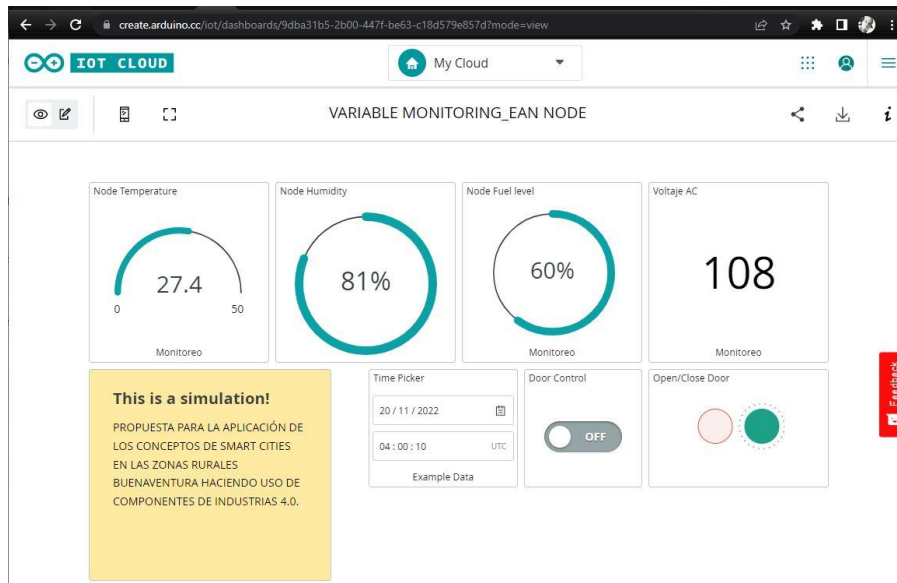 create.arduino.cc/iot/dashboards/9dba31b5-2b00-447f-be63-c18d579e857d?mode=view
IOT CLOUD
My Cloud
VARIABLE MONITORING_EAN NODE
i
Node Temperature
27.4
0
50
Monitoreo
Node Humidity
81%
Node Fuel level
60%
Monitoreo
Voltaje AC
108
Monitoreo
Feedback
This is a simulation!
PROPUESTA PARA LA APLICACIÓN DE
LOS CONCEPTOS DE SMART CITIES
EN LAS ZONAS RURALES
BUENAVENTURA HACIENDO USO DE
COMPONENTES DE INDUSTRIAS 4.0.
Time Picker
20 / 11 / 2022
04 : 00 : 10
UTC
Example Data
Door Control
OFF
Open/Close Door